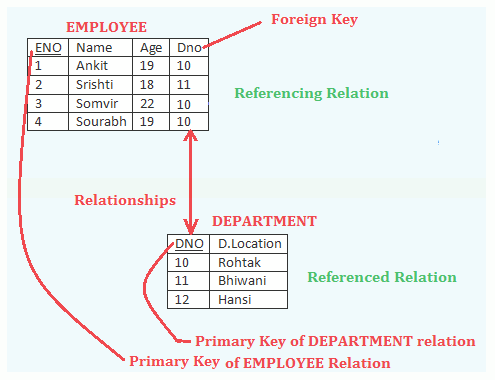 EMPLOYEE
Foreign Key
ENO Name Age Dno
1 Ankit 19 10
2 Srishti 18 11
3 Somvir 22 10
4 Sourabh 19 10
Referencing Relation
Relationships
DEPARTMENT
DNO D.Location
10 Rohtak
11 Bhiwani
12 Hansi
Referenced Relation
Primary Key of DEPARTMENT relation
Primary Key of EMPLOYEE Relation